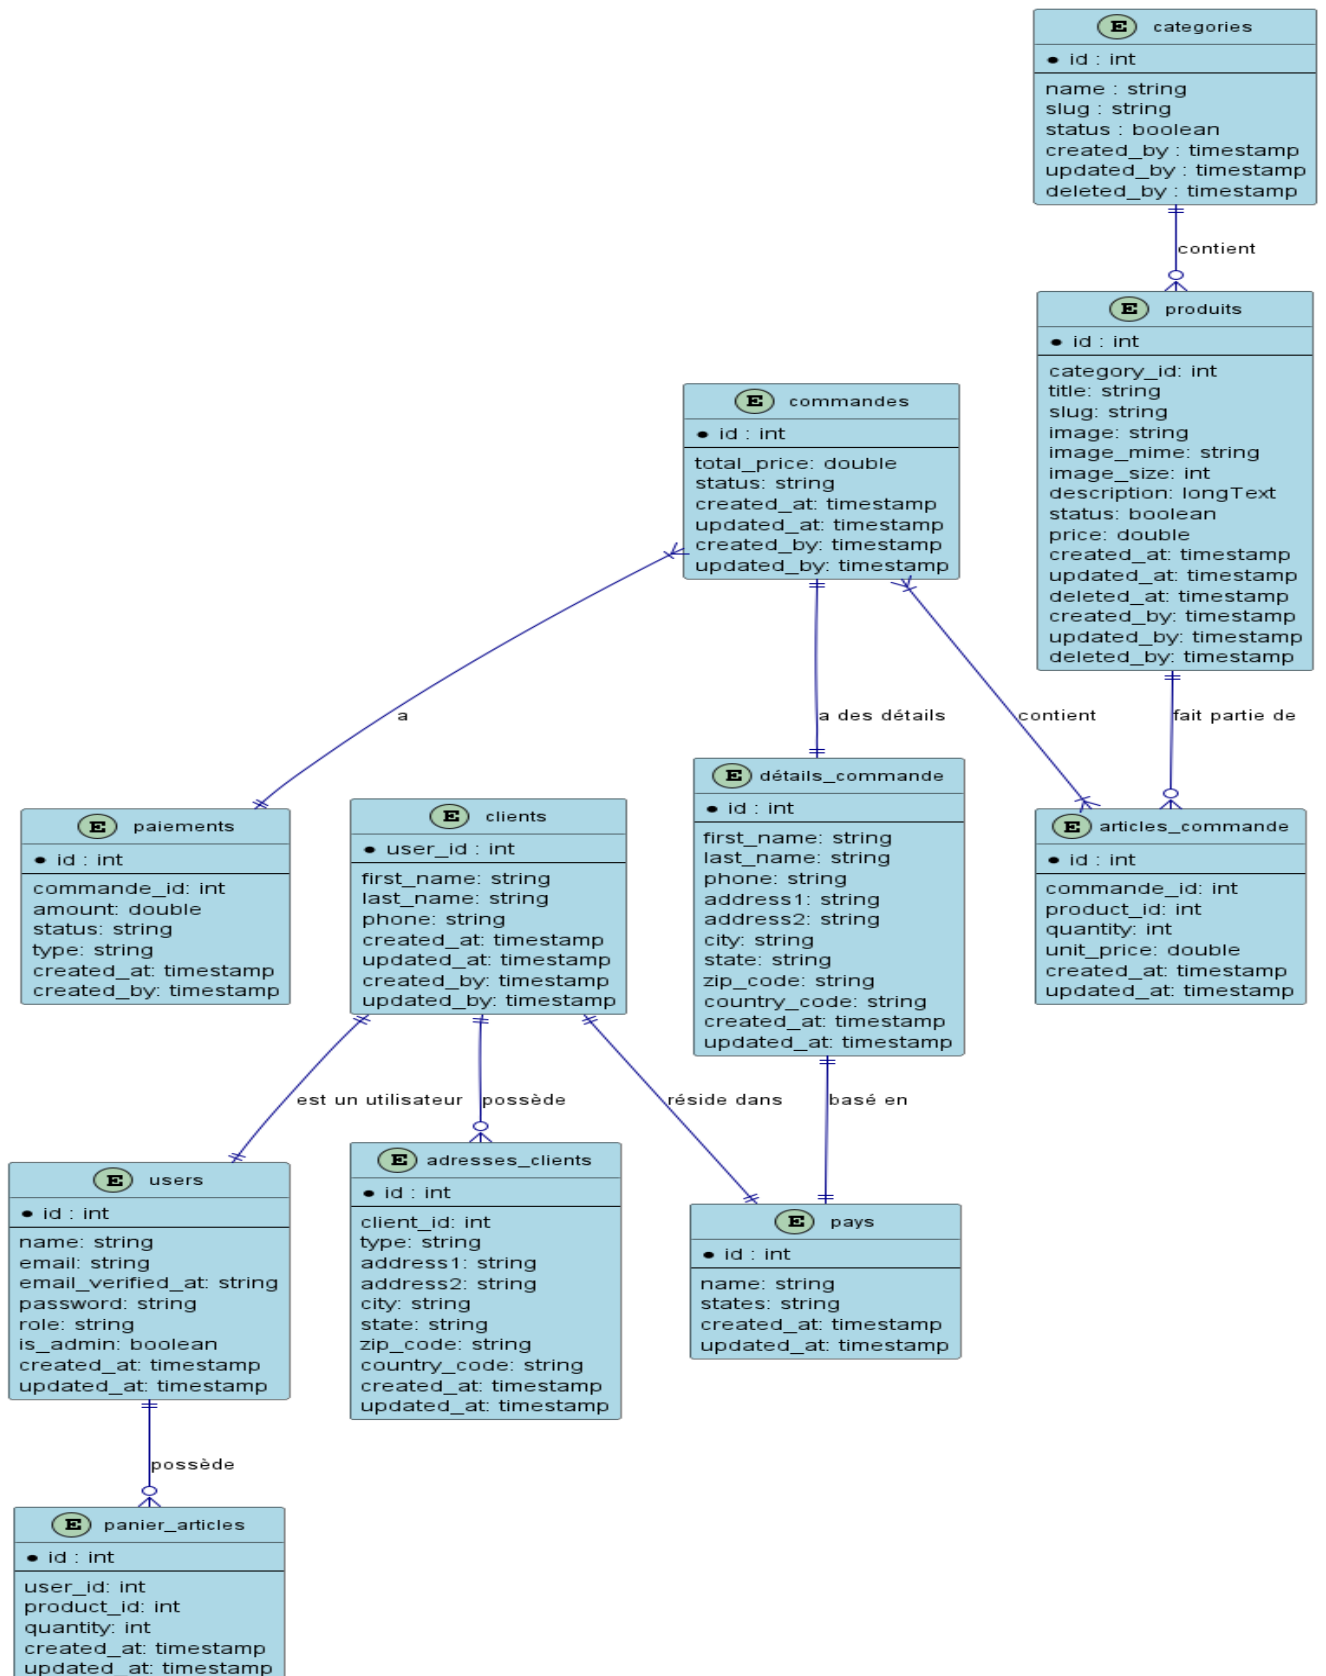 E categories
id : int
name : string
slug : string
status : boolean
created_by : timestamp
updated_by : timestamp
deleted_by : timestamp
contient
E produits
id : int
category_id: int
title: string
slug: string
image: string
image_mime: string
image_size: int
description: longText
status: boolean
price: double
created_at: timestamp
updated_at: timestamp
deleted_at: timestamp
created_by: timestamp
updated_by: timestamp
deleted_by: timestamp
E commandes
id : int
total_price: double
status: string
created_at: timestamp
updated_at: timestamp
created_by: timestamp
updated_by: timestamp
a
a des détails
contient
fait partie de
E paiements
id : int
commande_id: int
amount: double
status: string
type: string
created_at: timestamp
created_by: timestamp
E clients
user_id : int
first_name: string
last_name: string
phone: string
created_at: timestamp
updated_at: timestamp
created_by: timestamp
updated_by: timestamp
E détails_commande
id : int
first_name: string
last_name: string
phone: string
address1: string
address2: string
city: string
state: string
zip_code: string
country_code: string
created_at: timestamp
updated_at: timestamp
E articles_commande
id : int
commande_id: int
product_id: int
quantity: int
unit_price: double
created_at: timestamp
updated_at: timestamp
est un utilisateur
possède
réside dans
basé en
E users
id : int
name: string
email: string
email_verified_at: string
password: string
role: string
is_admin: boolean
created_at: timestamp
updated_at: timestamp
E adresses_clients
id : int
client_id: int
type: string
address1: string
address2: string
city: string
state: string
zip_code: string
country_code: string
created_at: timestamp
updated_at: timestamp
E pays
id : int
name: string
states: string
created_at: timestamp
updated_at: timestamp
possède
E panier_articles
id : int
user_id: int
product_id: int
quantity: int
created_at: timestamp
updated_at: timestamp